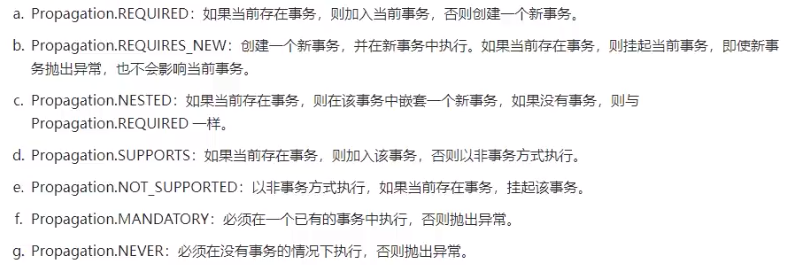 a. Propagation.REQUIRED：如果当前存在事务，则加入当前事务，否则创建一个新事务。
b. Propagation.REQUIRES_NEW：创建一个新事务，并在新事务中执行。如果当前存在事务，则挂起当前事务，即使新事
务抛出异常，也不会影响当前事务。
c. Propagation.NESTED：如果当前存在事务，则在该事务中嵌套一个新事务，如果没有事务，则与
Propagation.REQUIRED 一样。
d. Propagation.SUPPORTS：如果当前存在事务，则加入该事务，否则以非事务方式执行。
e. Propagation.NOT_SUPPORTED：以非事务方式执行，如果当前存在事务，挂起该事务。
f. Propagation.MANDATORY：必须在一个已有的事务中执行，否则抛出异常。
g. Propagation.NEVER：必须在没有事务的情况下执行，否则抛出异常。